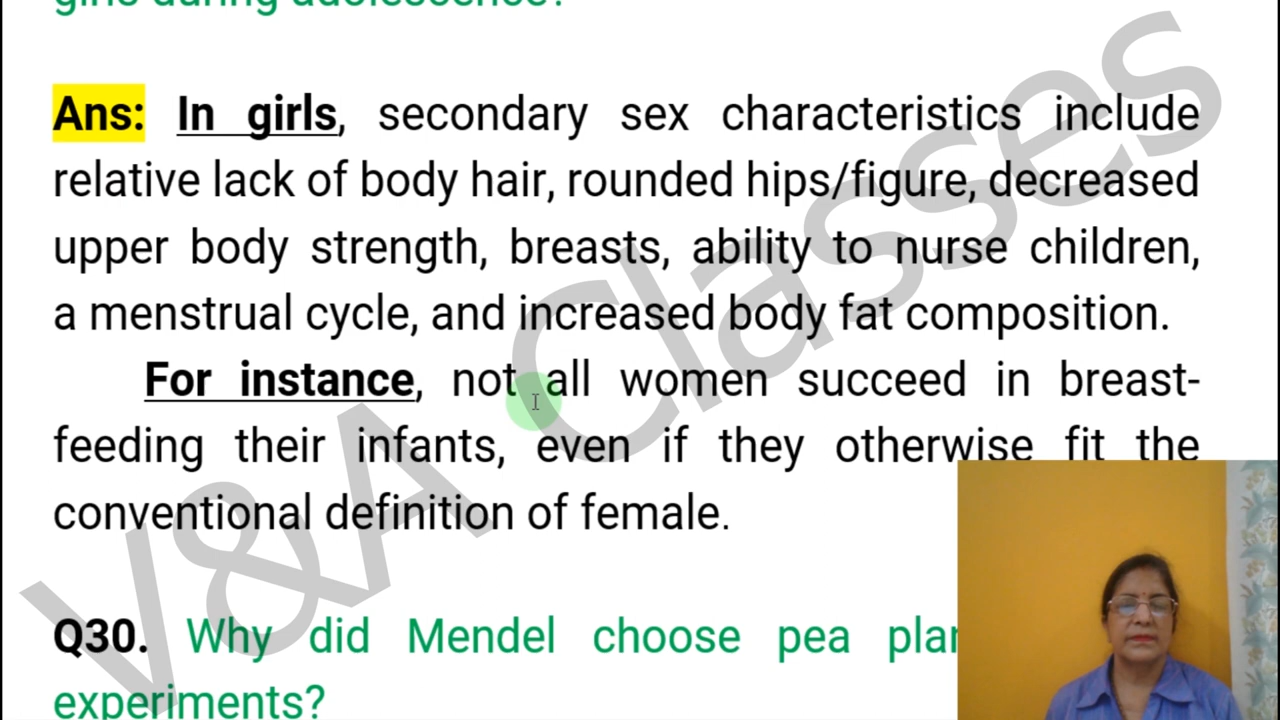 girls during adolescence?
Ans: In girls, secondary sex characteristics include
relative lack of body hair, rounded hips/figure, decreased
upper body strength, breasts, ability to nurse children,
a menstrual cycle, and increased body fat composition.
For instance, not all women succeed in breast-
feeding their infants, even if they otherwise fit the
conventional definition of female.
Q30. Why did Mendel choose pea
experiments?
V&A Classes